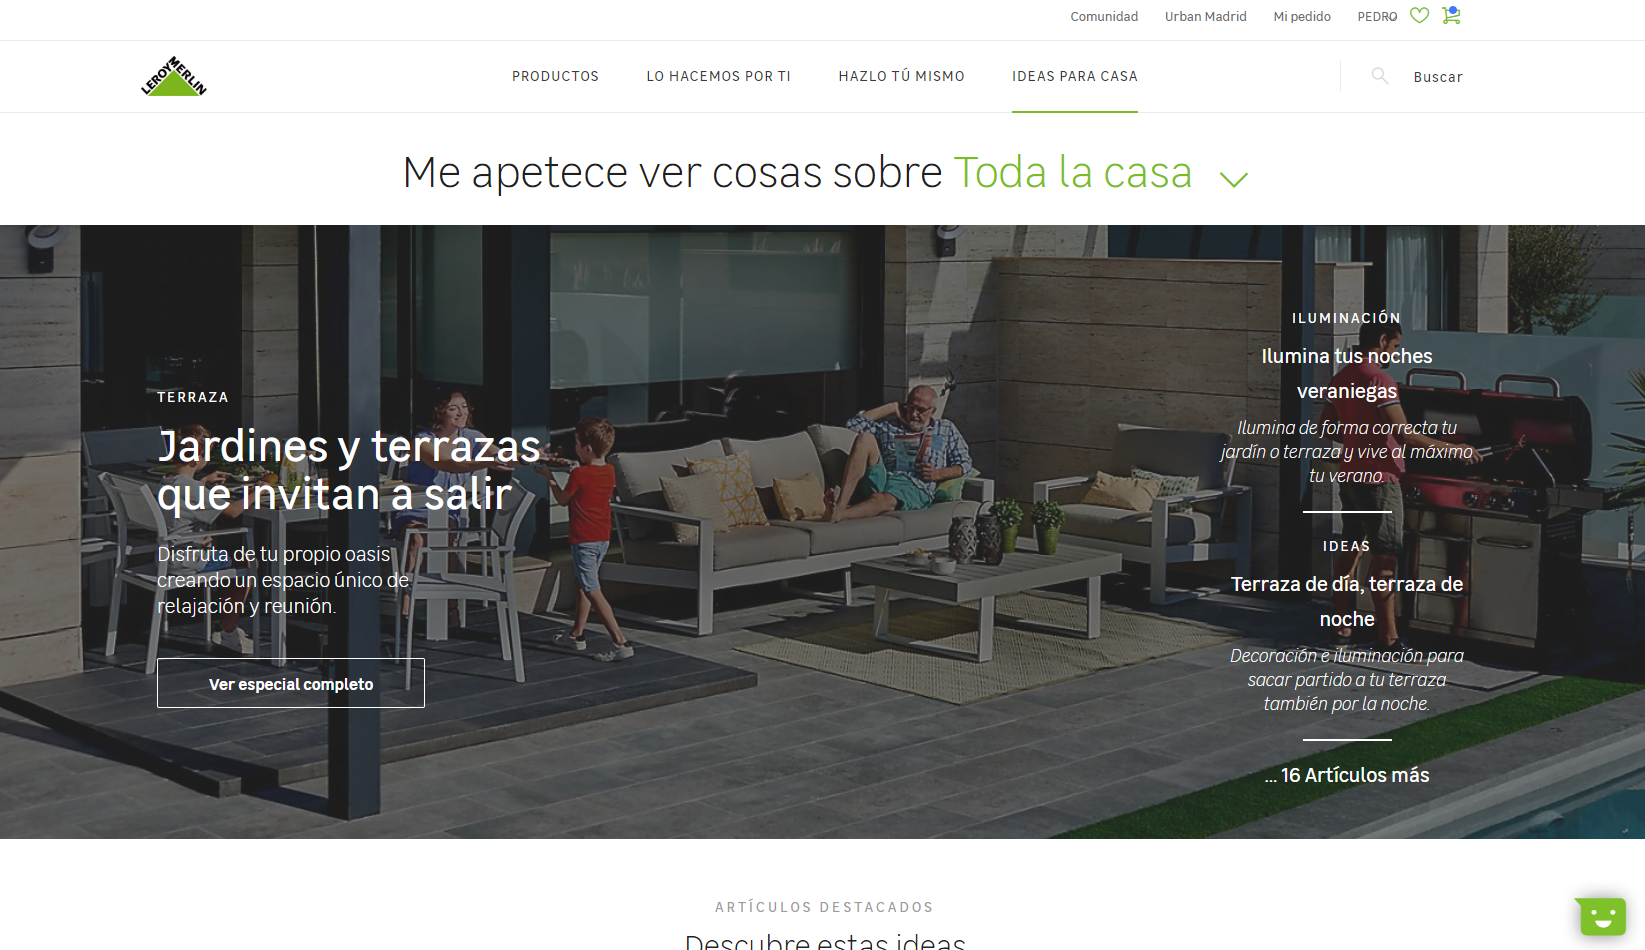 Comunidad
Urban Madrid
Mi pedido
PEDRO
LEROY MERLIN
PRODUCTOS
LO HACEMOS POR TI
HAZLO TÚ MISMO
IDEAS PARA CASA
Buscar
Me apetece ver cosas sobre Toda la casa
TERRAZA
Jardines y terrazas
que invitan a salir
Disfruta de tu propio oasis
creando un espacio único de
relajación y reunión.
Ver especial completo
ILUMINACIÓN
Ilumina tus noches
veraniegas
Ilumina de forma correcta tu
jardín o terraza y vive al máximo
tu verano.
IDEAS
Terraza de día, terraza de
noche
Decoración e iluminación para
sacar partido a tu terraza
también por la noche.
... 16 Artículos más
ARTÍCULOS DESTACADOS
Descubre estas ideas